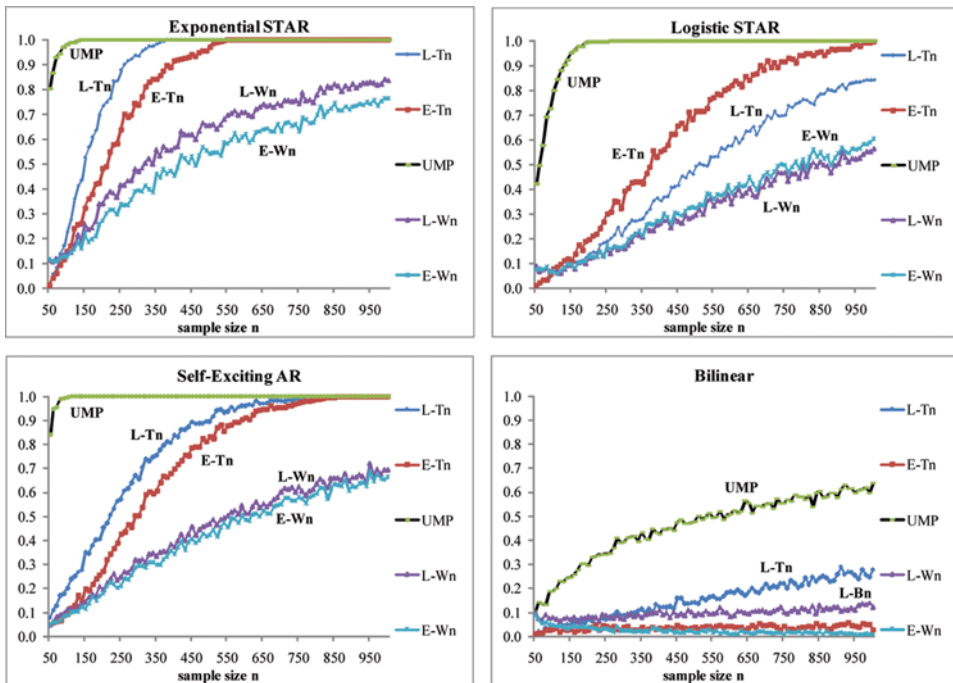 Exponential STAR
1.0
0.9
0.8
0.7
0.6
0.5
0.4
0.3
0.2
0.1
0.0
UMP
L-Tn
E-Tn
L-Wn
E-Wn
50 150 250 350 450 550 650 750 850 950
sample size n
L-Tn
E-Tn
UMP
L-Wn
E-Wn
Logistic STAR
1.0
0.9
0.8
0.7
0.6
0.5
0.4
0.3
0.2
0.1
0.0
UMP
E-Tn
L-Tn
E-Wn
L-Wn
50 150 250 350 450 550 650 750 850 950
sample size n
L-Tn
E-Tn
UMP
L-Wn
E-Wn
Self-Exciting AR
1.0
0.9
0.8
0.7
0.6
0.5
0.4
0.3
0.2
0.1
0.0
UMP
L-Tn
E-Tn
L-Wn
E-Wn
50 150 250 350 450 550 650 750 850 950
sample size n
L-Tn
E-Tn
UMP
L-Wn
E-Wn
Bilinear
1.0
0.9
0.8
0.7
0.6
0.5
0.4
0.3
0.2
0.1
0.0
UMP
L-Tn
L-Bn
50 150 250 350 450 550 650 750 850 950
sample size n
L-Tn
E-Tn
UMP
L-Wn
E-Wn